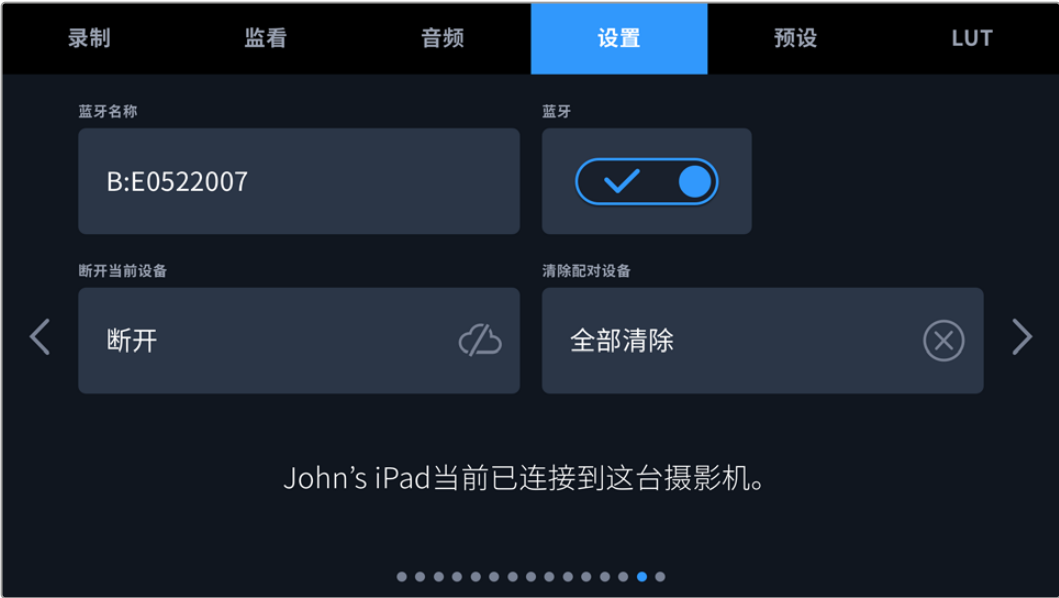 录制 监看 音频 设置 预设 LUT
蓝牙名称 蓝牙
B:E0522007
断开当前设备 清除配对设备
断开 全部清除
John’s iPad当前已连接到这台摄影机。